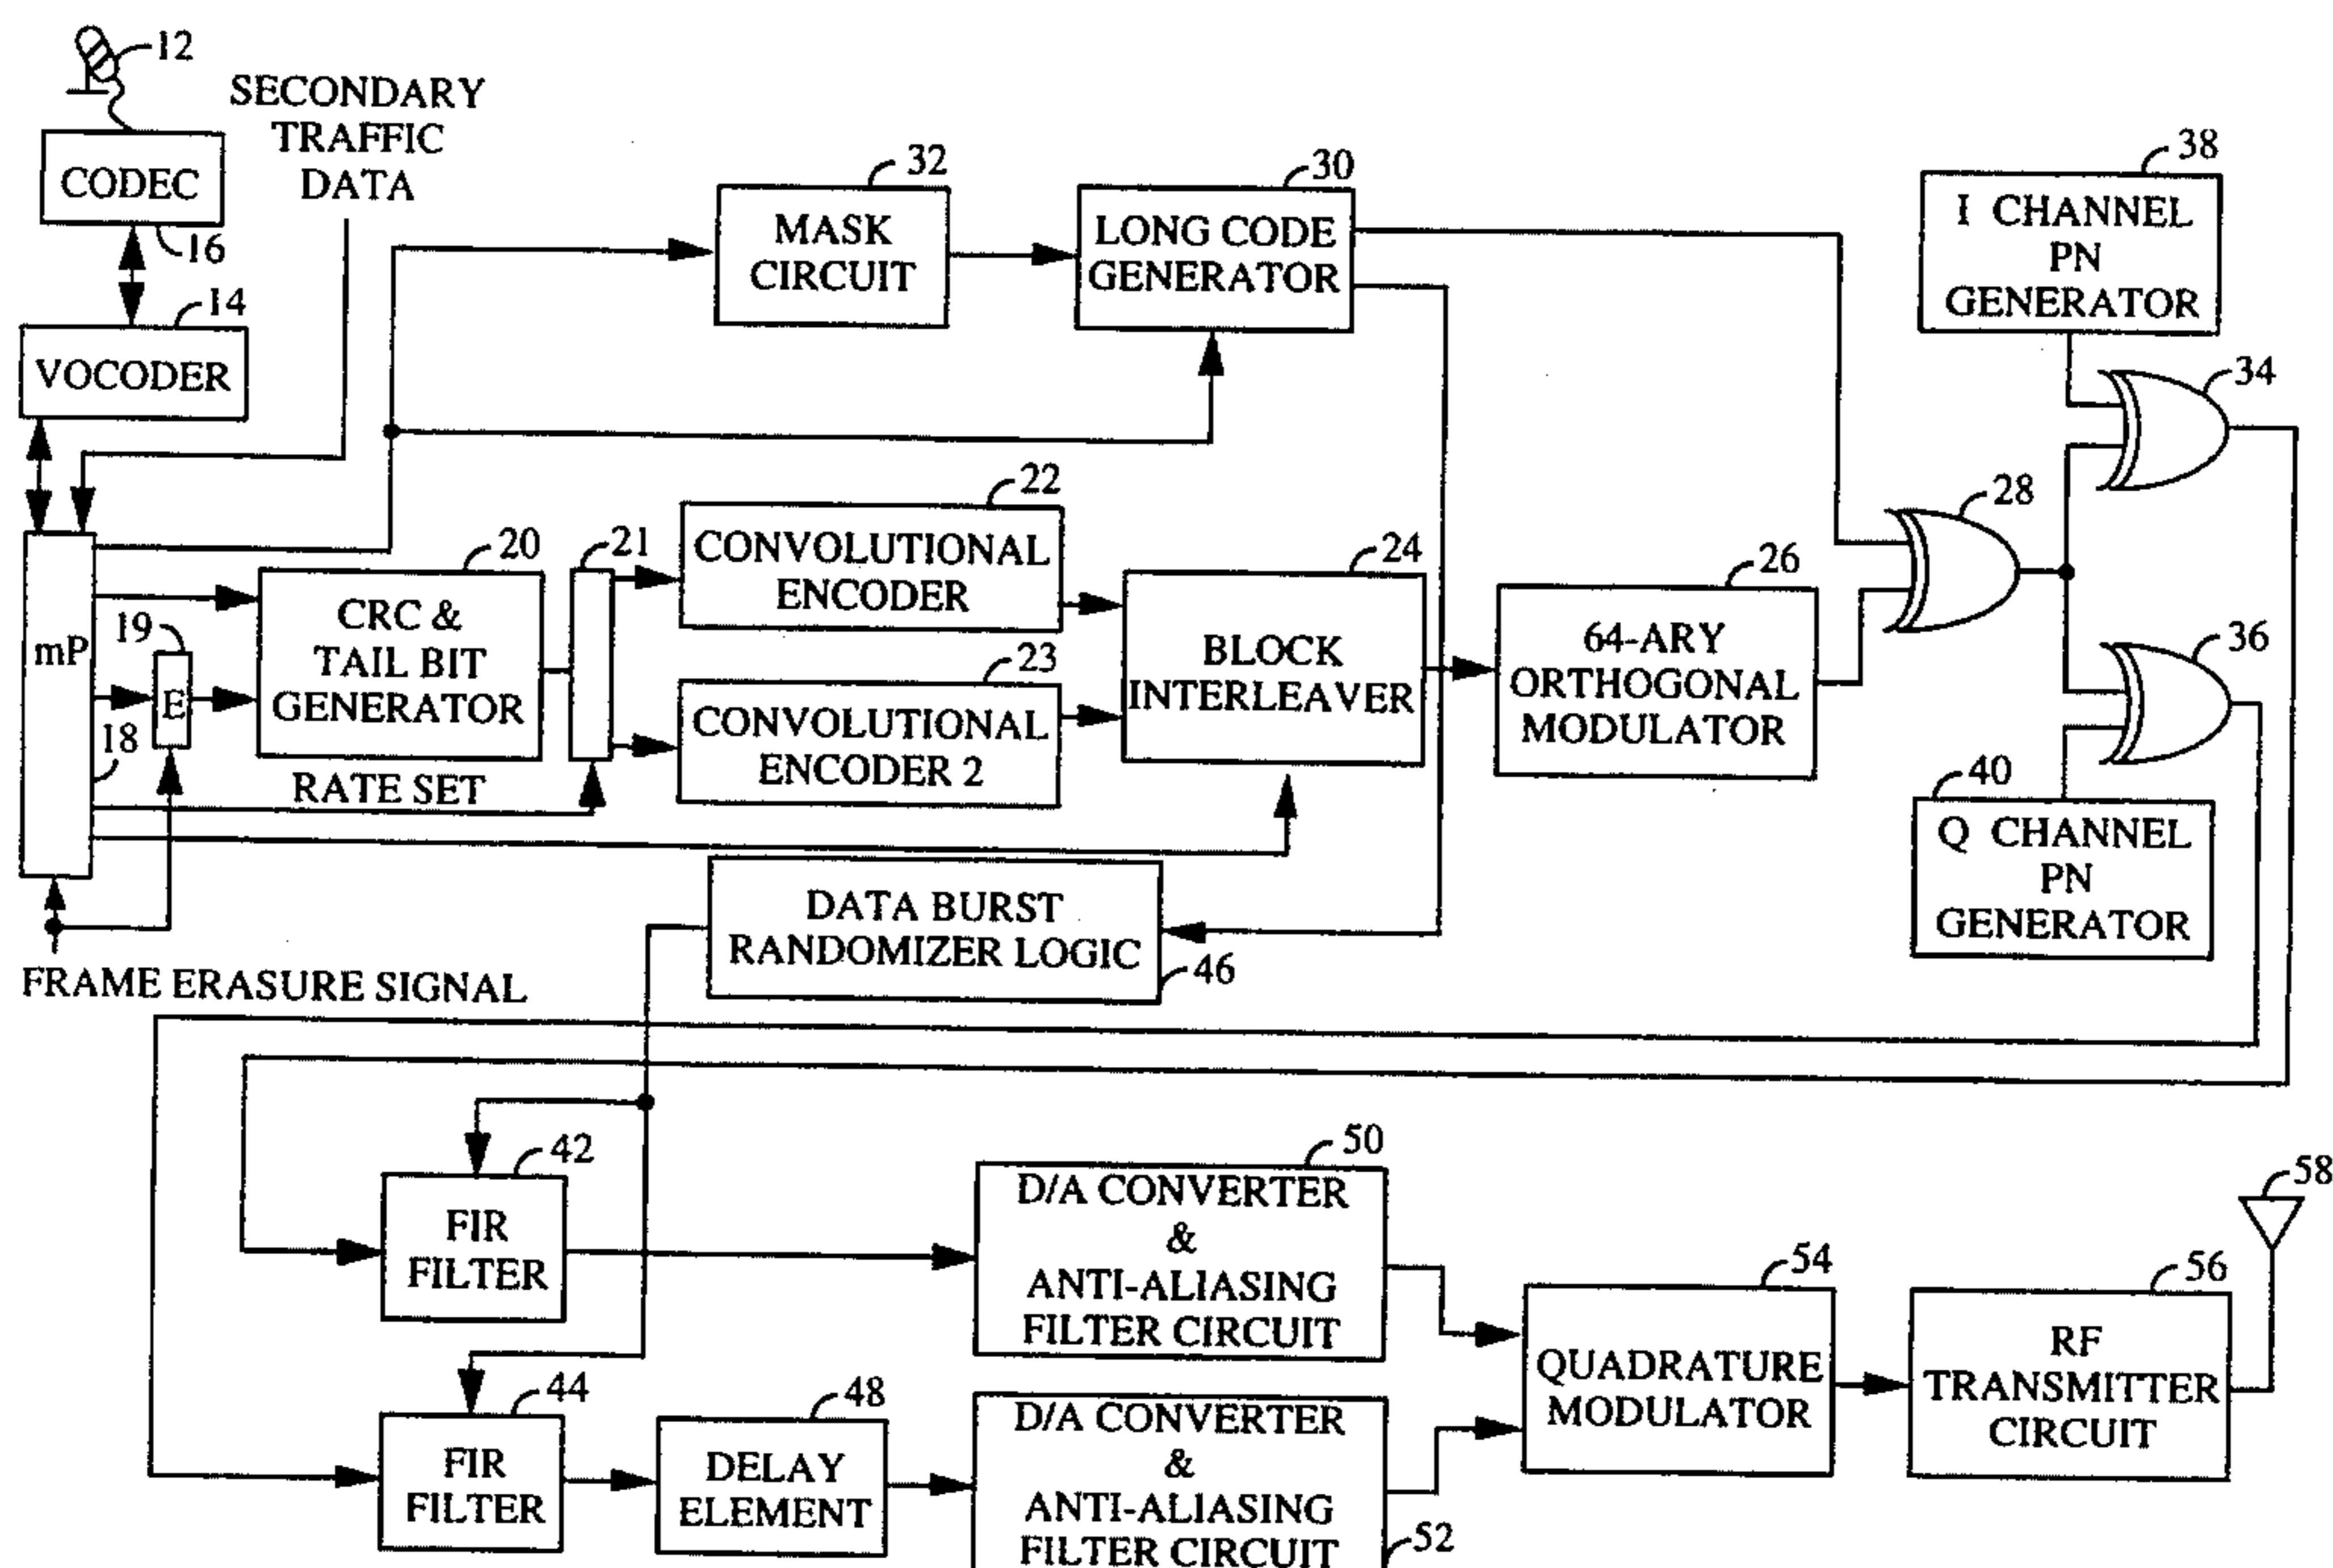 12
SECONDARY
TRAFFIC
DATA
CODEC
16
14
VOCODER
32
MASK
CIRCUIT
30
LONG CODE
GENERATOR
38
I CHANNEL
PN
GENERATOR
34
28
36
40
Q CHANNEL
PN
GENERATOR
mP
18
19
E
20
CRC &
TAIL BIT
GENERATOR
RATE SET
21
22
CONVOLUTIONAL
ENCODER
23
CONVOLUTIONAL
ENCODER 2
24
BLOCK
INTERLEAVER
26
64-ARY
ORTHOGONAL
MODULATOR
DATA BURST
RANDOMIZER LOGIC
46
FRAME ERASURE SIGNAL
42
FIR
FILTER
50
D/A CONVERTER
&
ANTI-ALIASING
FILTER CIRCUIT
44
FIR
FILTER
48
DELAY
ELEMENT
D/A CONVERTER
&
ANTI-ALIASING
FILTER CIRCUIT
52
54
QUADRATURE
MODULATOR
56
RF
TRANSMITTER
CIRCUIT
58